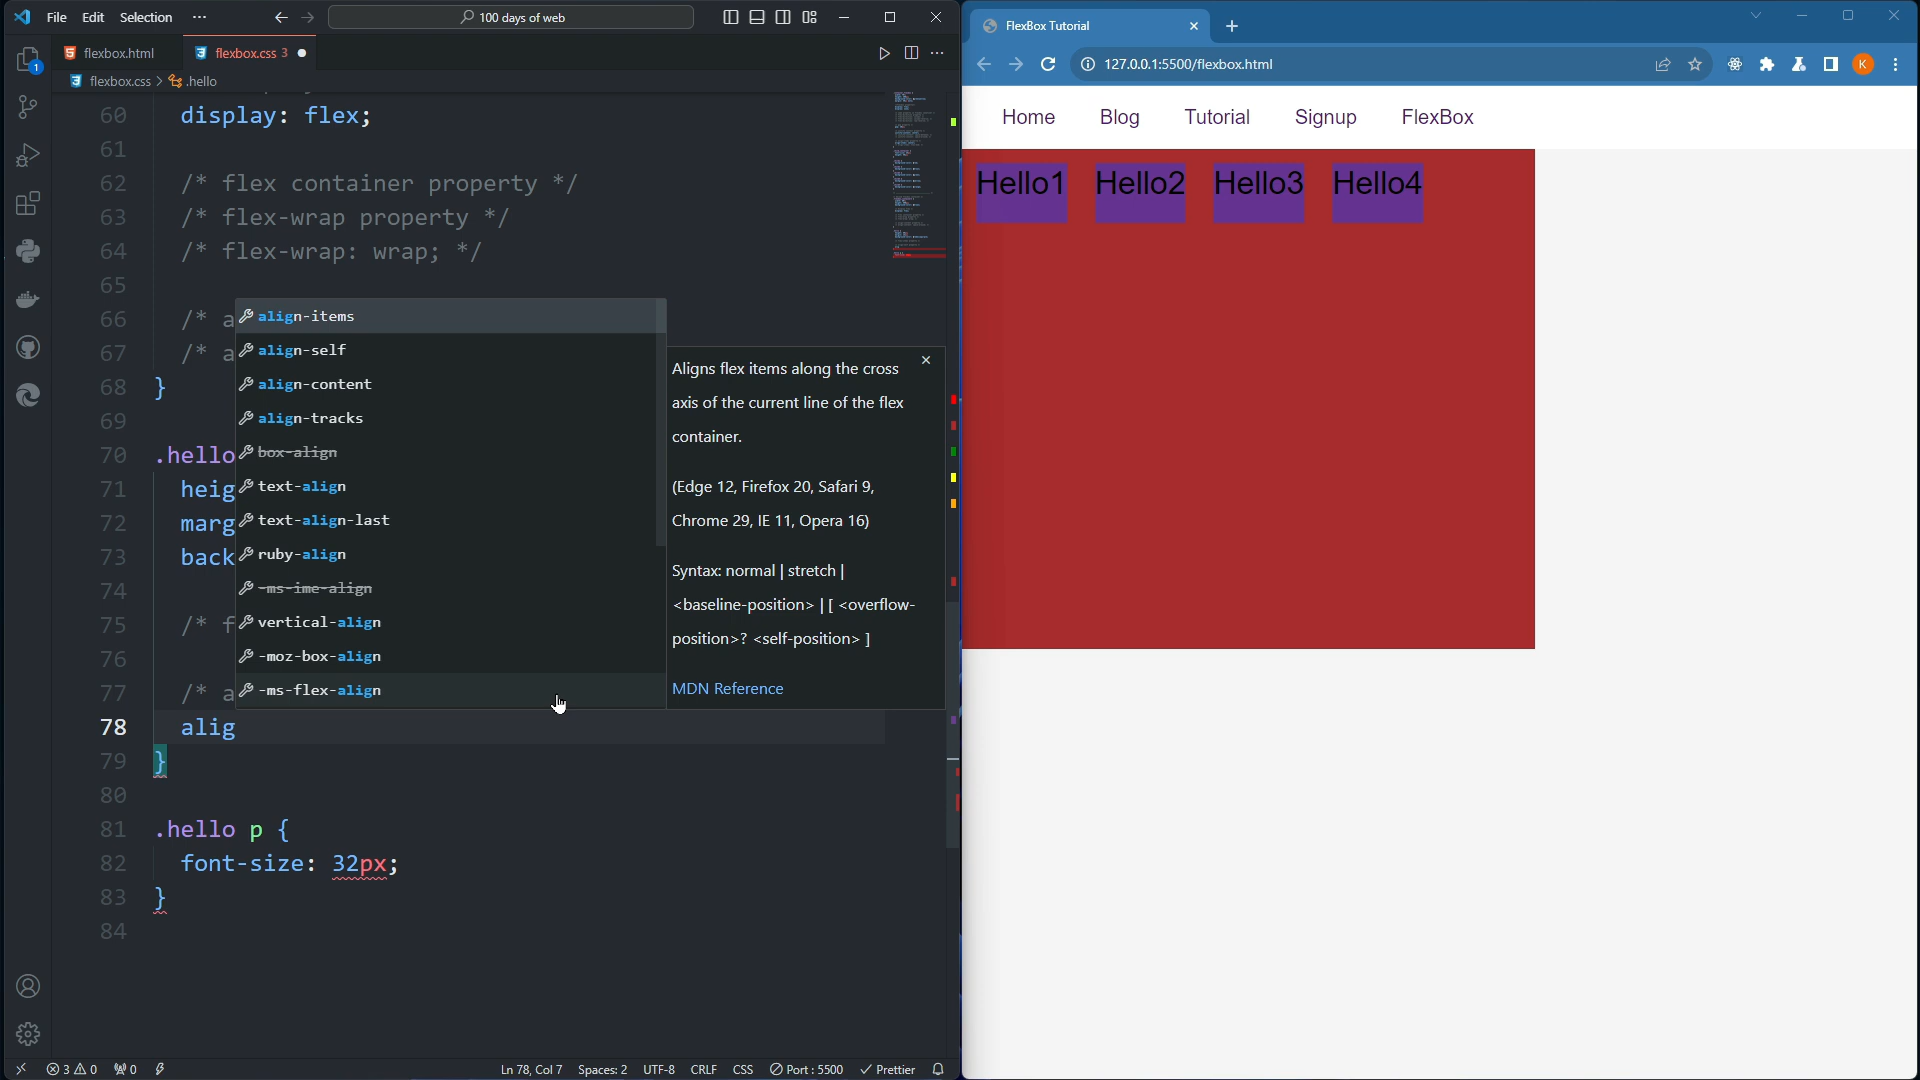 File Edit Selection ··· 100 days of web
flexbox.html flexbox.css 3
flexbox.css > .hello
60 display: flex;
61
62 /* flex container property */
63 /* flex-wrap property */
64 /* flex-wrap: wrap; */
65
66 /* a
67 /* a
68 }
69
70 .hello
71 heig
72 marg
73 back
74
75 /* f
76
77 /* a
78 alig
79 }
80
81 .hello p {
82 font-size: 32px;
83 }
84
align-items
align-self
align-content
align-tracks
box-align
text-align
text-align-last
ruby-align
-ms-ime-align
vertical-align
-moz-box-align
-ms-flex-align
Aligns flex items along the cross
axis of the current line of the flex
container.
(Edge 12, Firefox 20, Safari 9,
Chrome 29, IE 11, Opera 16)
Syntax: normal | stretch |
<baseline-position> | [ <overflow-
position>? <self-position> ]
MDN Reference
1
3 0 0 Ln 78, Col 7 Spaces: 2 UTF-8 CRLF CSS Port : 5500 Prettier
FlexBox Tutorial
127.0.0.1:5500/flexbox.html K
Home Blog Tutorial Signup FlexBox
Hello1 Hello2 Hello3 Hello4